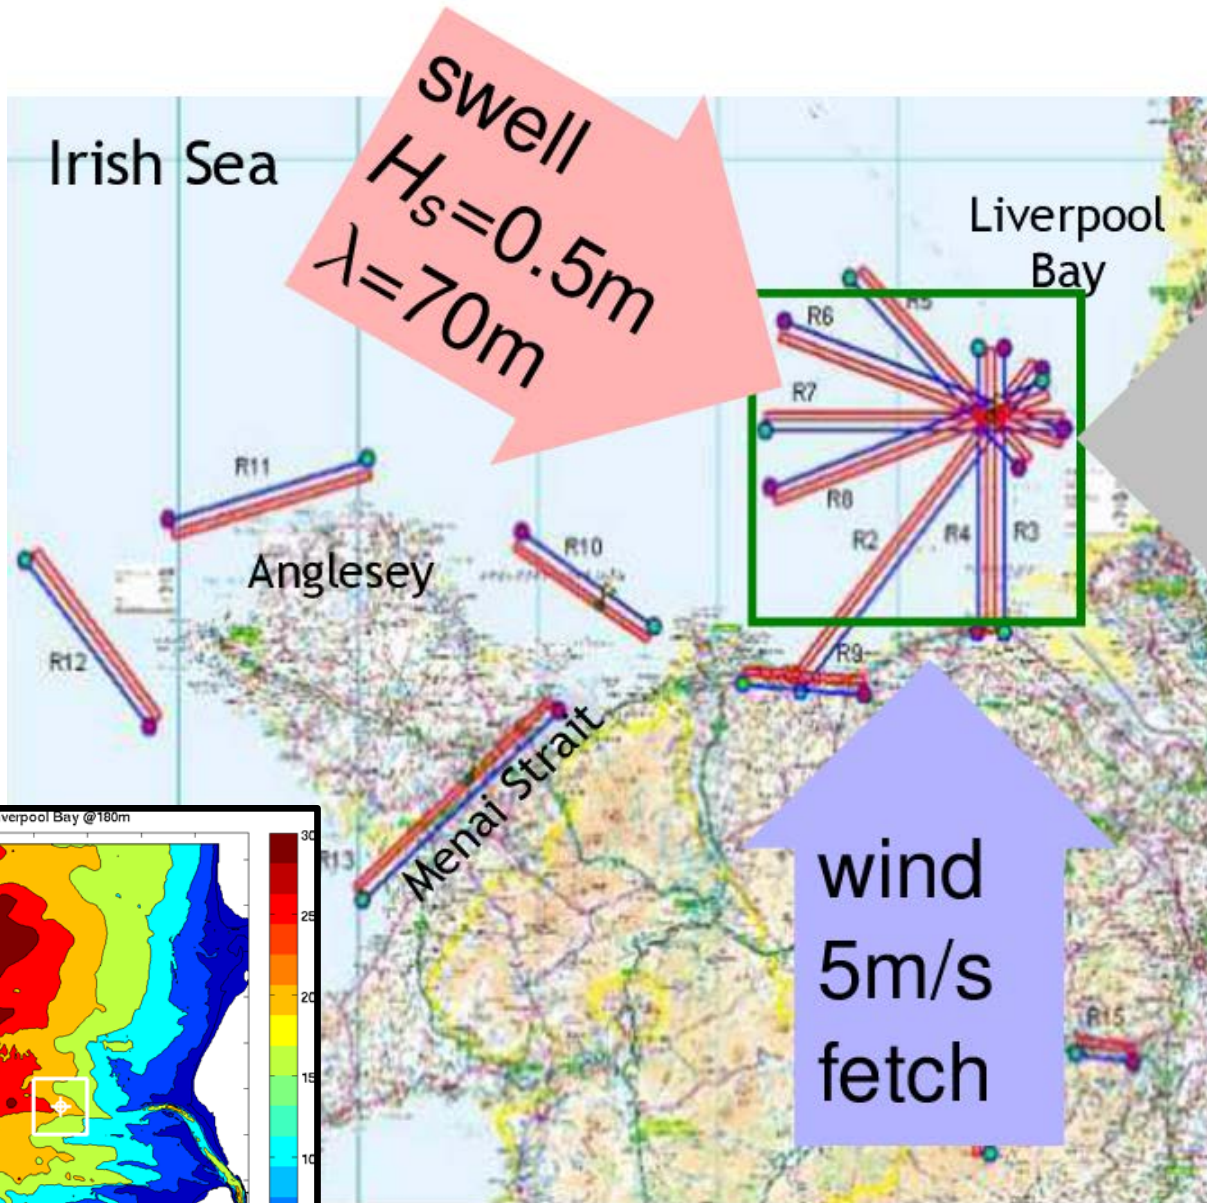 swell
Hs=0.5m
λ=70m
Irish Sea
Liverpool
Bay
R5
R6
R7
R8
R2
R4
R3
R11
R10
Anglesey
R12
R9
Menai Strait
R13
verpool Bay @180m
30
25
20
15
10
wind
5m/s
fetch
R15